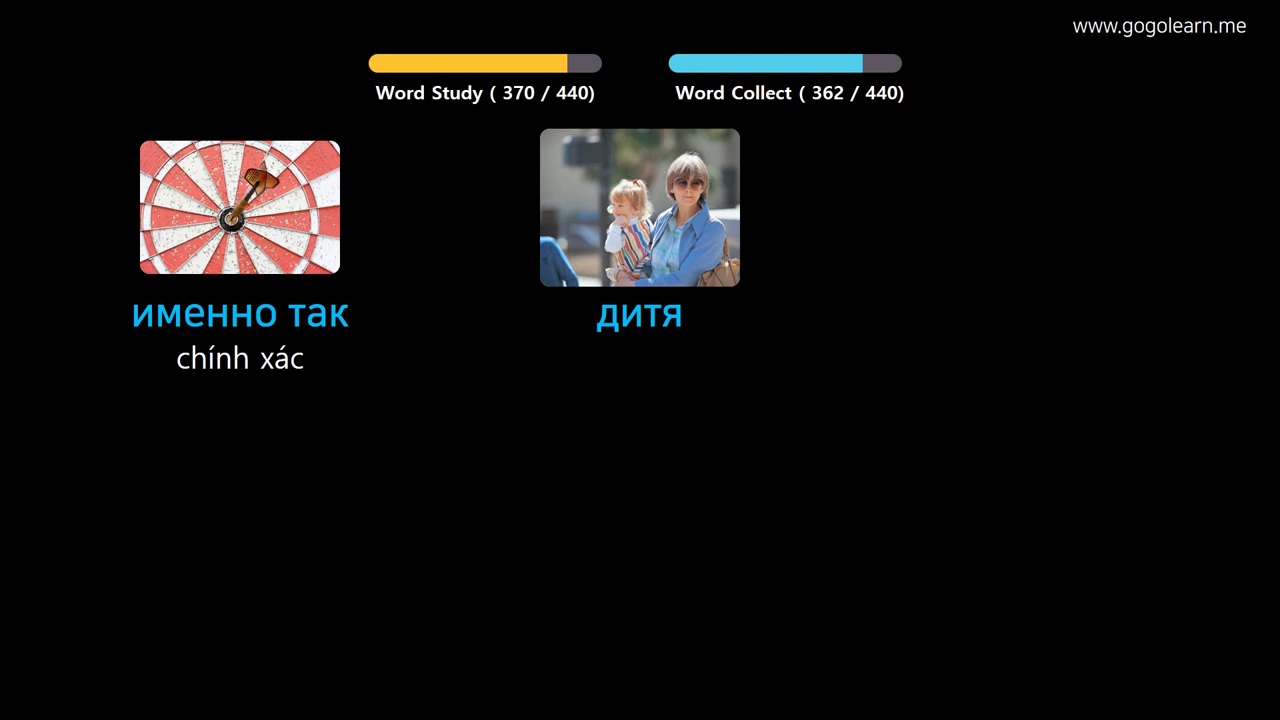 www.gogolearn.me
Word Study ( 370 / 440)
Word Collect ( 362 / 440)
именно так
chính xác
дитя